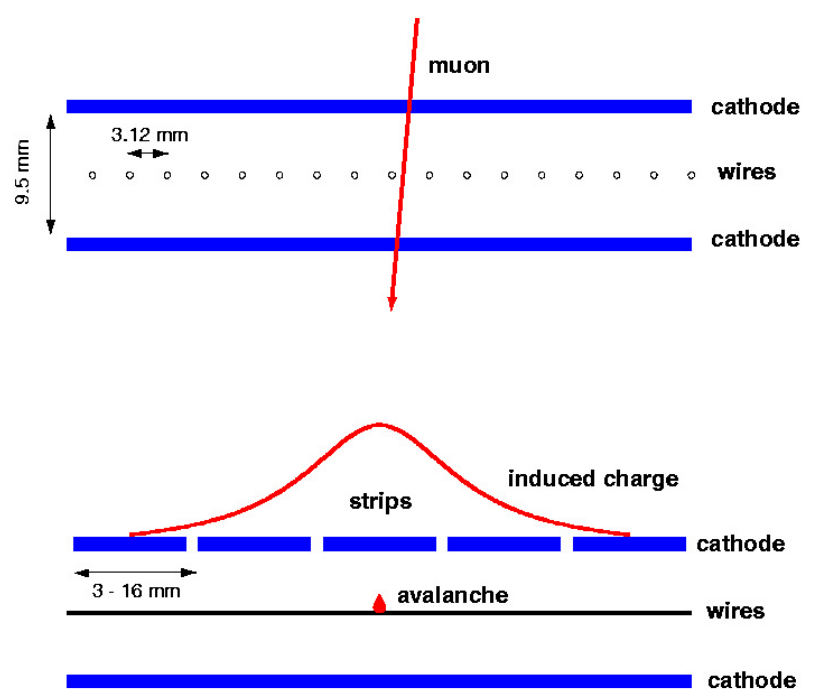 muon
cathode
3.12 mm
9.5 mm
wires
cathode
induced charge
strips
cathode
3 - 16 mm
avalanche
wires
cathode